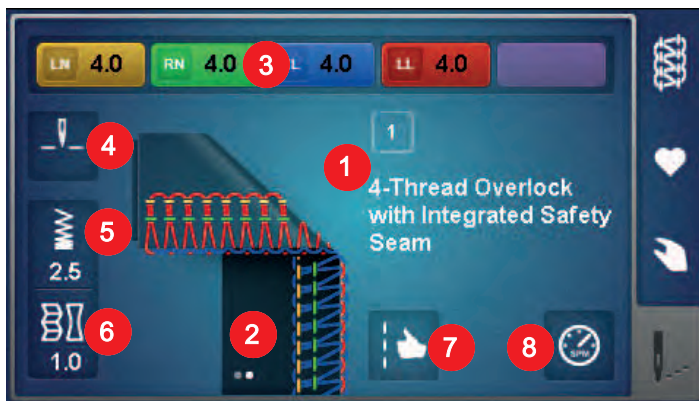 LN 4.0
RN 4.0
3
L 4.0
LL 4.0
4
1
1
4-Thread Overlock
with Integrated Safety
Seam
5
2.5
6
1.0
2
7
8
SPM